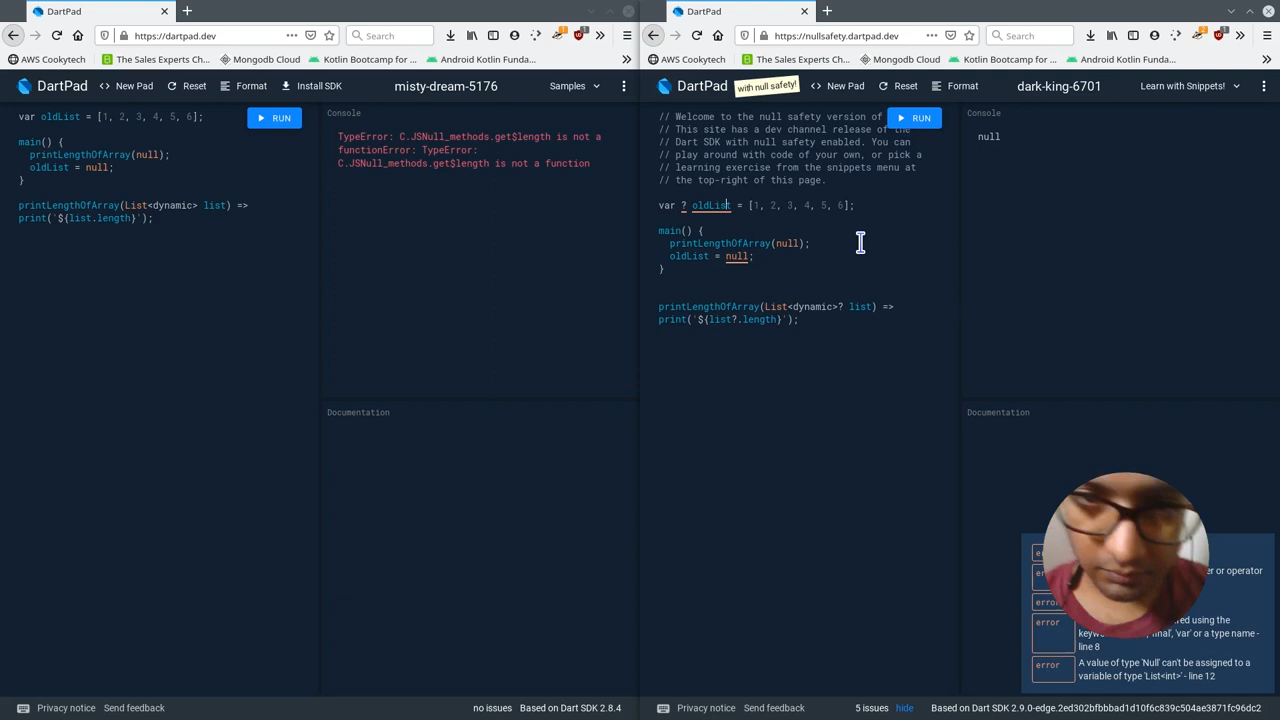 DartPad
https://dartpad.dev
Search
AWS Cookytech
The Sales Experts Ch...
Mongodb Cloud
Kotlin Bootcamp for ...
Android Kotlin Funda...
DartPad
<> New Pad
Reset
Format
Install SDK
misty-dream-5176
Samples
var oldList = [1, 2, 3, 4, 5, 6];
main() {
printLengthOfArray(null);
oldList = null;
}
printLengthOfArray(List<dynamic> list) =>
print('${list.length}');
RUN
Console
TypeError: C.JSNull_methods.get$length is not a
functionError: TypeError:
C.JSNull_methods.get$length is not a function
Documentation
Privacy notice
Send feedback
no issues
Based on Dart SDK 2.8.4
DartPad
https://nullsafety.dartpad.dev
Search
AWS Cookytech
The Sales Experts Ch...
Mongodb Cloud
Kotlin Bootcamp for ...
Android Kotlin Funda...
DartPad
with null safety!
<> New Pad
Reset
Format
dark-king-6701
Learn with Snippets!
// Welcome to the null safety version of
// This site has a dev channel release of the
// Dart SDK with null safety enabled. You can
// play around with code of your own, or pick a
// learning exercise from the snippets menu at
// the top-right of this page.
var ? oldList = [1, 2, 3, 4, 5, 6];
main() {
printLengthOfArray(null);
oldList = null;
}
printLengthOfArray(List<dynamic>? list) =>
print('${list?.length}');
RUN
Console
null
Documentation
er or operator
error
error
using the
'var' or a type name -
line 8
error
A value of type 'Null' can't be assigned to a
variable of type 'List<int>' - line 12
Privacy notice
Send feedback
5 issues
hide
Based on Dart SDK 2.9.0-edge.2ed302bfbbbad1d10f6c839c504ae3871fc96dc2